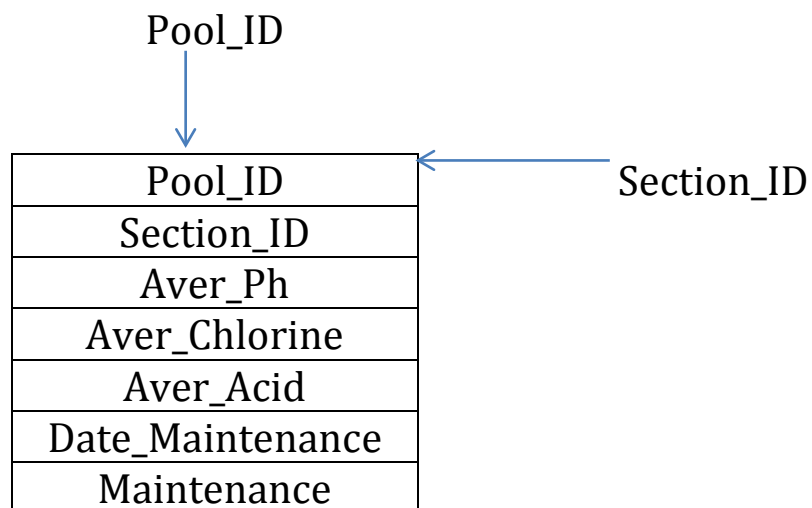 Pool_ID
Pool_ID
Section_ID
Section_ID
Aver_Ph
Aver_Chlorine
Aver_Acid
Date_Maintenance
Maintenance